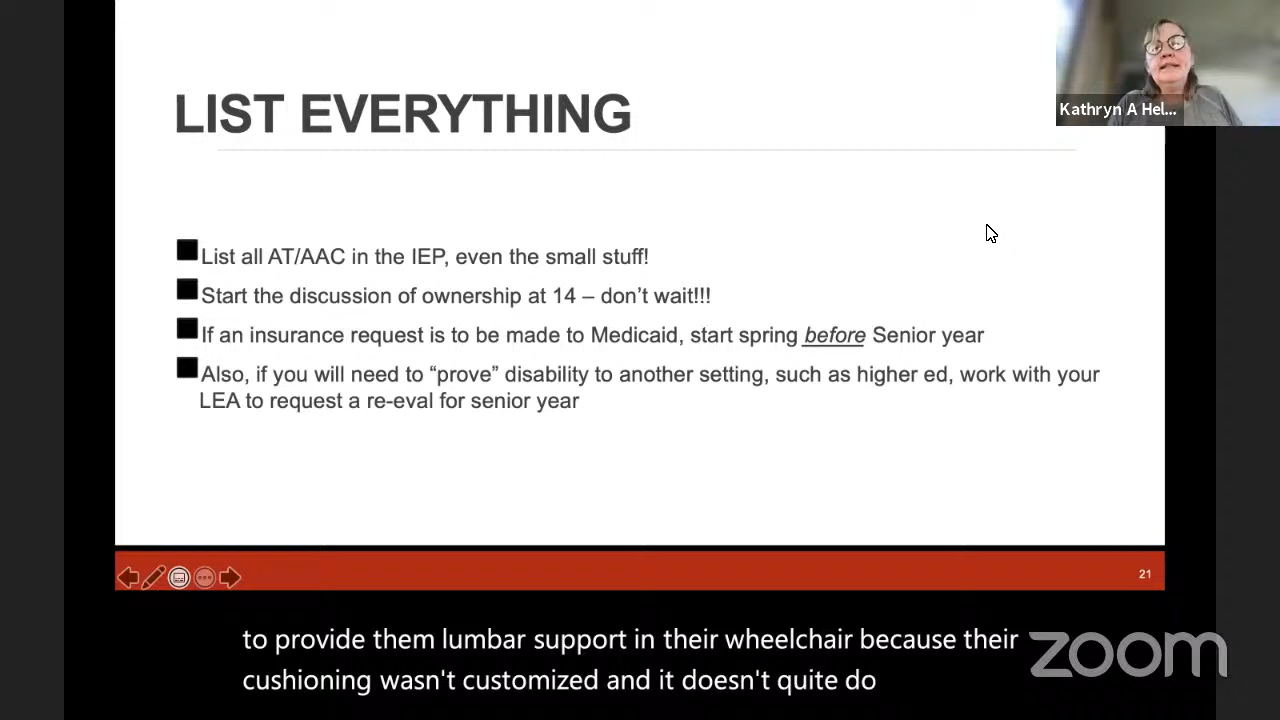 LIST EVERYTHING
Kathryn A Hel...
List all AT/AAC in the IEP, even the small stuff!
Start the discussion of ownership at 14 – don’t wait!!!
If an insurance request is to be made to Medicaid, start spring before Senior year
Also, if you will need to “prove” disability to another setting, such as higher ed, work with your
LEA to request a re-eval for senior year
21
to provide them lumbar support in their wheelchair because their
cushioning wasn't customized and it doesn't quite do
zoom